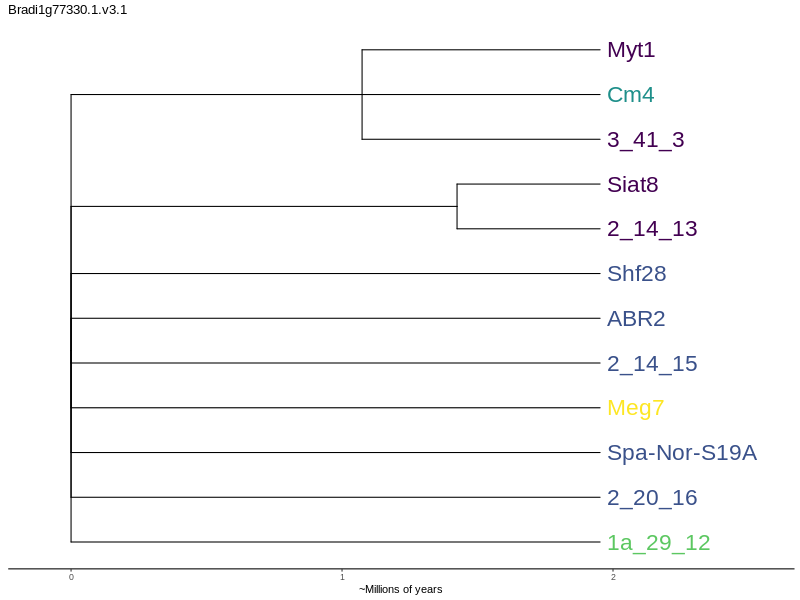 Bradi1g77330.1.v3.1
Myt1
Cm4
3_41_3
Siat8
2_14_13
Shf28
ABR2
2_14_15
Meg7
Spa-Nor-S19A
2_20_16
1a_29_12
0 1 2
~Millions of years